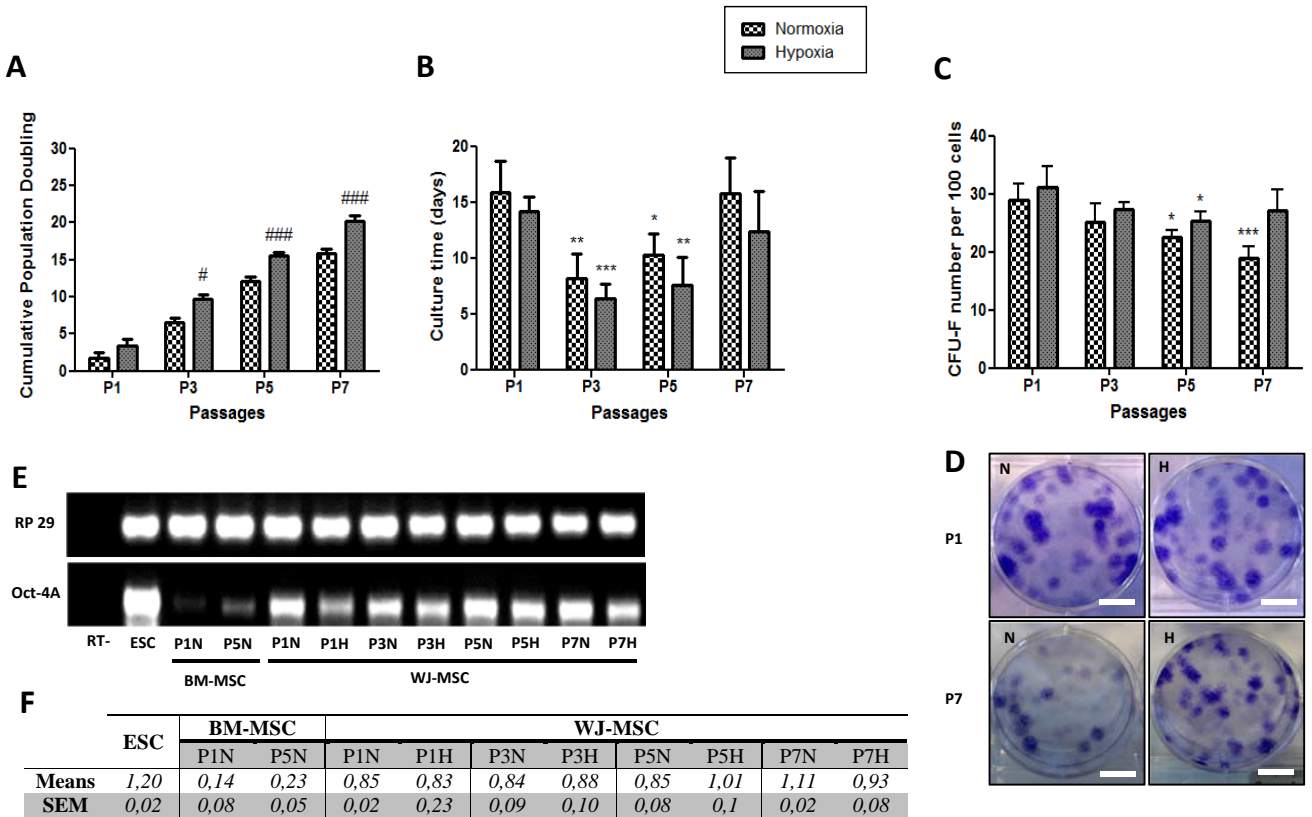 Normoxia
Hypoxia
A
Cumulative Population Doubling
30
25
20
15
10
5
0
#
###
###
P1 P3 P5 P7
Passages
B
Culture time (days)
20
15
10
5
0
**
***
*
**
P1 P3 P5 P7
Passages
C
CFU-F number per 100 cells
40
30
20
10
0
*
*
***
P1 P3 P5 P7
Passages
E
RP 29
Oct-4A
RT- ESC P1N P5N P1N P1H P3N P3H P5N P5H P7N P7H
BM-MSC WJ-MSC
D
N H
P1
N H
P7
F
ESC BM-MSC WJ-MSC
P1N P5N P1N P1H P3N P3H P5N P5H P7N P7H
Means 1,20 0,14 0,23 0,85 0,83 0,84 0,88 0,85 1,01 1,11 0,93
SEM 0,02 0,08 0,05 0,02 0,23 0,09 0,10 0,08 0,1 0,02 0,08